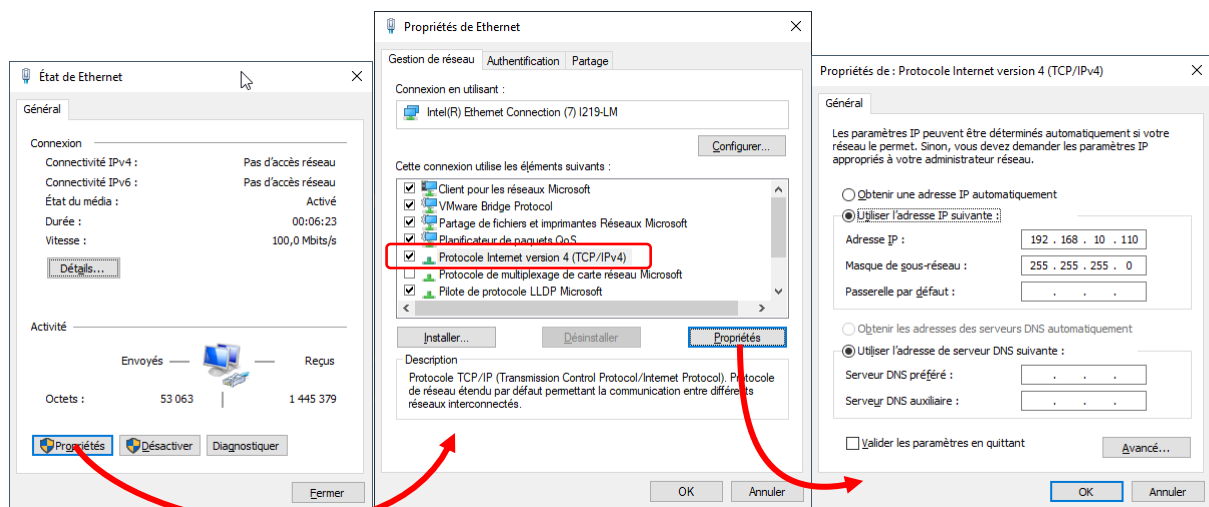 État de Ethernet
Général
Connexion
Connectivité IPv4 : Pas d'accès réseau
Connectivité IPv6 : Pas d'accès réseau
État du média : Activé
Durée : 00:06:23
Vitesse : 100,0 Mbits/s
Détails...
Activité
Envoyés — — Reçus
Octets : 53 063 1 445 379
Propriétés Désactiver Diagnostiquer
Fermer
Propriétés de Ethernet
Gestion de réseau Authentification Partage
Connexion en utilisant :
Intel(R) Ethernet Connection (7) I219-LM
Configurer...
Cette connexion utilise les éléments suivants :
Client pour les réseaux Microsoft
VMware Bridge Protocol
Partage de fichiers et imprimantes Réseaux Microsoft
Planificateur de paquets QoS
Protocole Internet version 4 (TCP/IPv4)
Protocole de multiplexage de carte réseau Microsoft
Pilote de protocole LLDP Microsoft
Installer... Désinstaller Propriétés
Description
Protocole TCP/IP (Transmission Control Protocol/Internet Protocol). Protocole
de réseau étendu par défaut permettant la communication entre différents
réseaux interconnectés.
OK Annuler
Propriétés de : Protocole Internet version 4 (TCP/IPv4)
Général
Les paramètres IP peuvent être déterminés automatiquement si votre
réseau le permet. Sinon, vous devez demander les paramètres IP
appropriés à votre administrateur réseau.
Obtenir une adresse IP automatiquement
Utiliser l'adresse IP suivante :
Adresse IP : 192 . 168 . 10 . 110
Masque de sous-réseau : 255 . 255 . 255 . 0
Passerelle par défaut : . . .
Obtenir les adresses des serveurs DNS automatiquement
Utiliser l'adresse de serveur DNS suivante :
Serveur DNS préféré : . . .
Serveur DNS auxiliaire : . . .
Valider les paramètres en quittant
Avancé...
OK Annuler